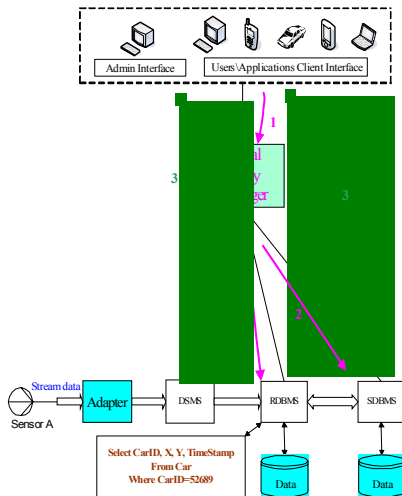 Admin Interface
Users\Applications Client Interface
1
3
3
2
Stream data
Adapter
DSMS
RDBMS
SDBMS
Sensor A
Select CarID, X, Y, TimeStamp
From Car
Where CarID=52689
Data
Data